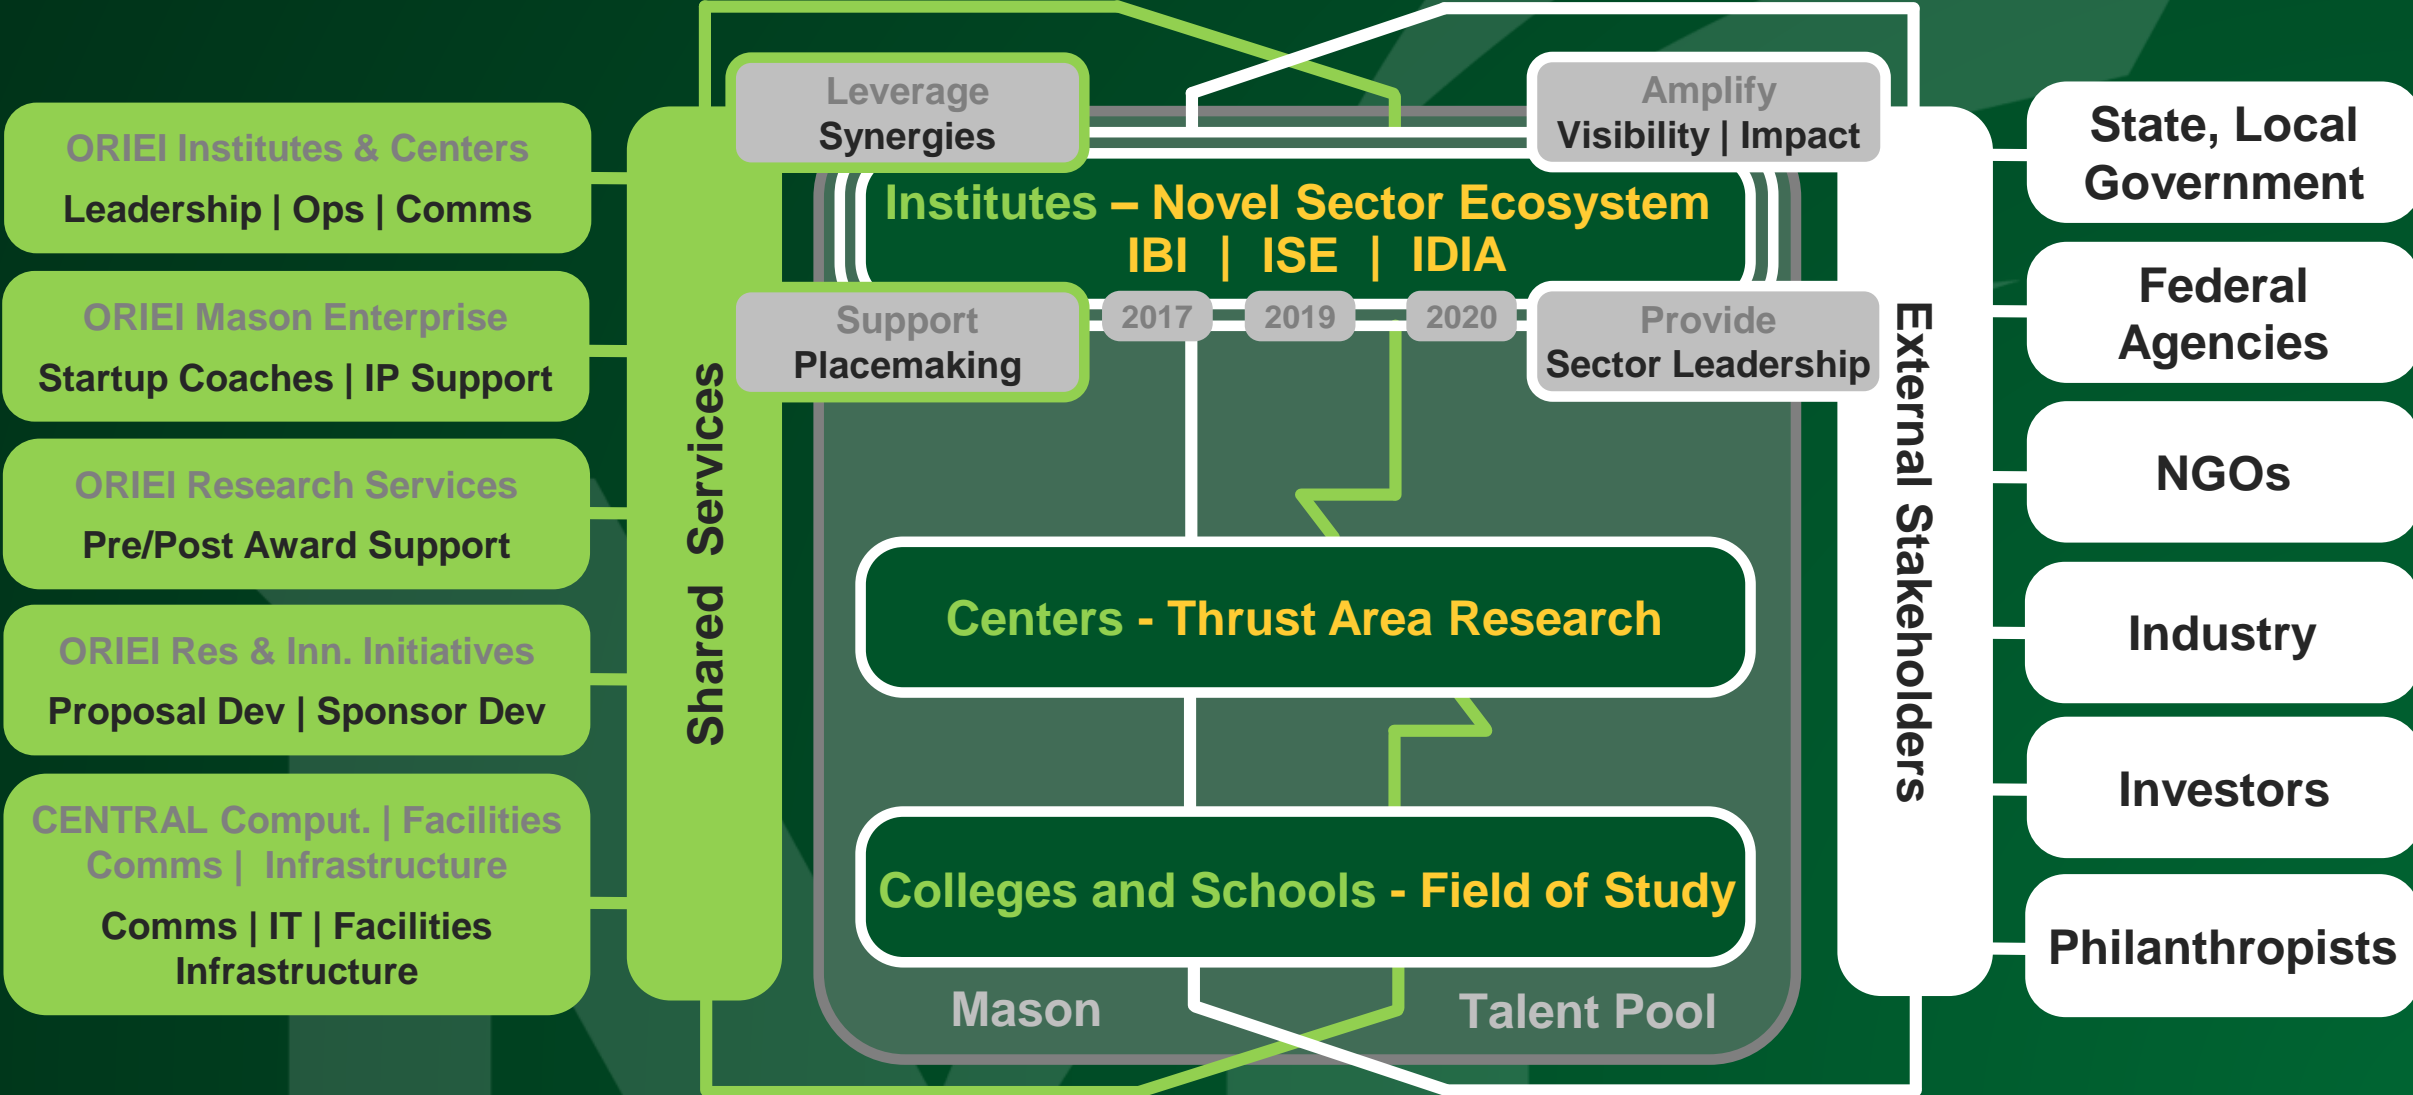 ORIEI Institutes & Centers
Leadership | Ops | Comms
ORIEI Mason Enterprise
Startup Coaches | IP Support
ORIEI Research Services
Pre/Post Award Support
ORIEI Res & Inn. Initiatives
Proposal Dev | Sponsor Dev
CENTRAL Comput. | Facilities
Comms | Infrastructure
Comms | IT | Facilities
Infrastructure
Shared Services
Leverage
Synergies
Amplify
Visibility | Impact
Institutes – Novel Sector Ecosystem
IBI | ISE | IDIA
Support
Placemaking
2017
2019
2020
Provide
Sector Leadership
Centers - Thrust Area Research
Colleges and Schools - Field of Study
Mason
Talent Pool
External Stakeholders
State, Local
Government
Federal
Agencies
NGOs
Industry
Investors
Philanthropists